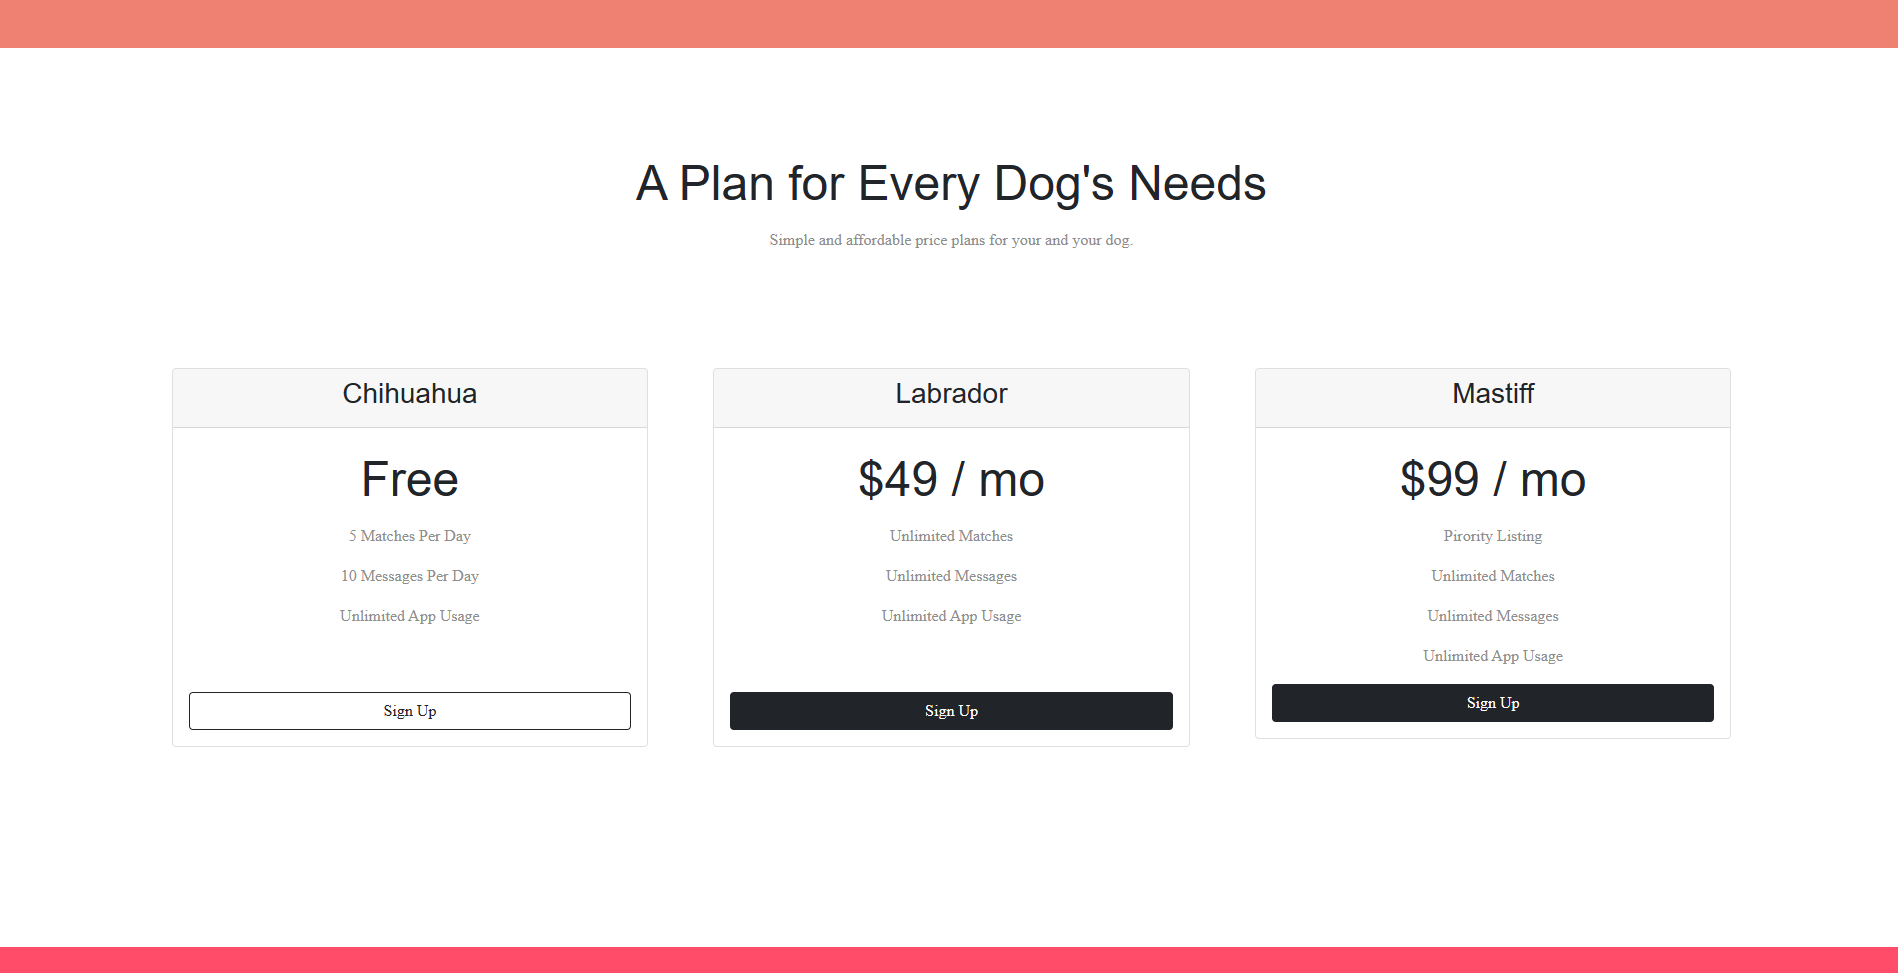 A Plan for Every Dog's Needs
Simple and affordable price plans for your and your dog.
Chihuahua
Free
5 Matches Per Day
10 Messages Per Day
Unlimited App Usage
Sign Up
Labrador
$49 / mo
Unlimited Matches
Unlimited Messages
Unlimited App Usage
Sign Up
Mastiff
$99 / mo
Pirority Listing
Unlimited Matches
Unlimited Messages
Unlimited App Usage
Sign Up